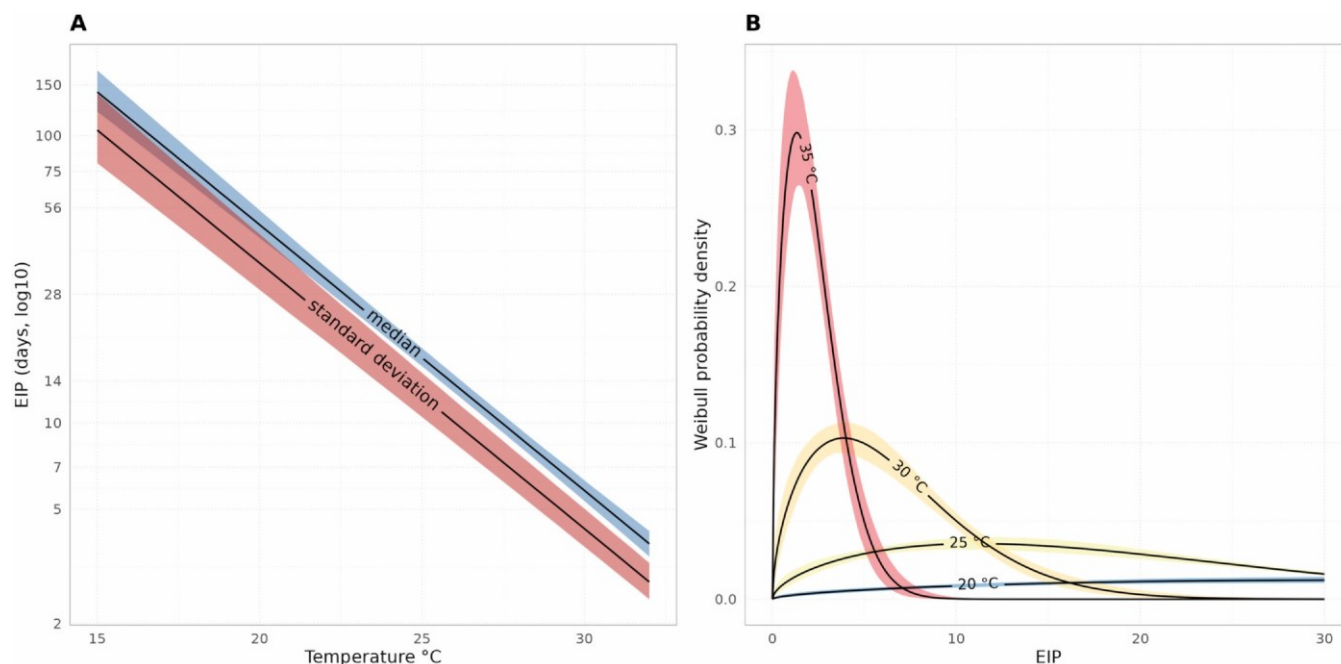 A
EIP (days, log10)
150
100
75
56
28
14
10
7
5
2
median
standard deviation
15 20 25 30
Temperature °C
B
Weibull probability density
0.3
0.2
0.1
0.0
35 °C
30 °C
25 °C
20 °C
0 10 20 30
EIP